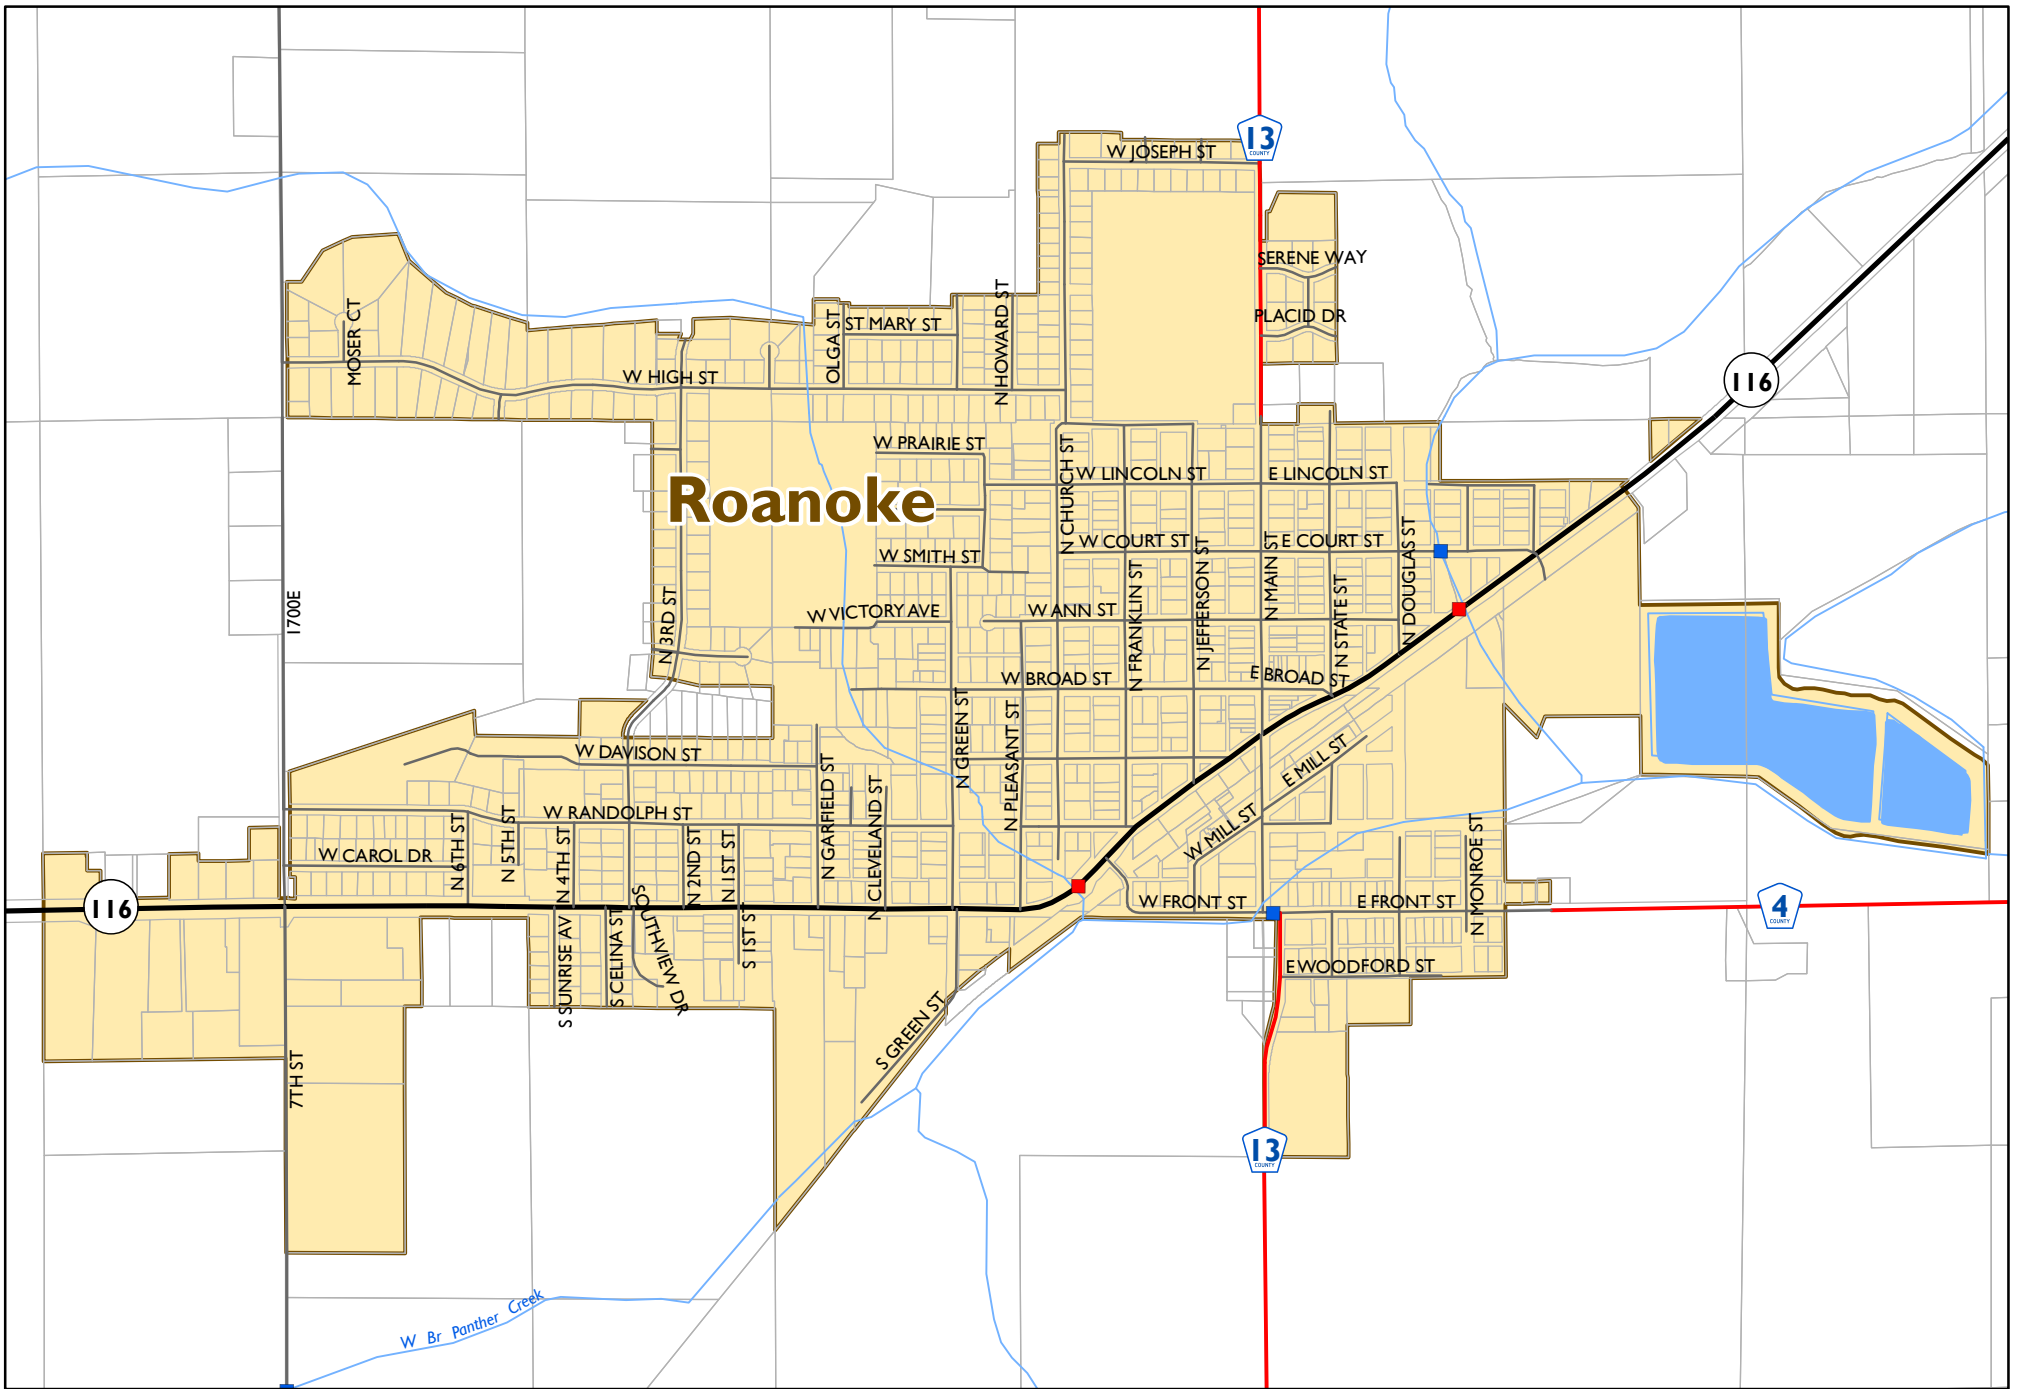 13
COUNTY
W JOSEPH ST
SERENE WAY
PLACID DR
MOSER CT
OLGA ST
ST MARY ST
N HOWARD ST
W HIGH ST
116
W PRAIRIE ST
N CHURCH ST
W LINCOLN ST
E LINCOLN ST
Roanoke
W SMITH ST
W COURT ST
E COURT ST
N FRANKLIN ST
N JEFFERSON ST
N MAIN ST
N STATE ST
N DOUGLAS ST
1700E
N 3RD ST
W VICTORY AVE
W ANN ST
W BROAD ST
E BROAD ST
N GREEN ST
N PLEASANT ST
W DAVISON ST
N GARFIELD ST
N CLEVELAND ST
E MILL ST
W MILL ST
W RANDOLPH ST
W CAROL DR
N 6TH ST
N 5TH ST
N 4TH ST
N 2ND ST
N 1ST ST
N MONROE ST
116
W FRONT ST
E FRONT ST
4
COUNTY
S SUNRISE AV
S CELINA ST
SOUTHVIEW DR
S 1ST ST
E WOODFORD ST
S GREEN ST
7TH ST
13
COUNTY
W Br Panther Creek